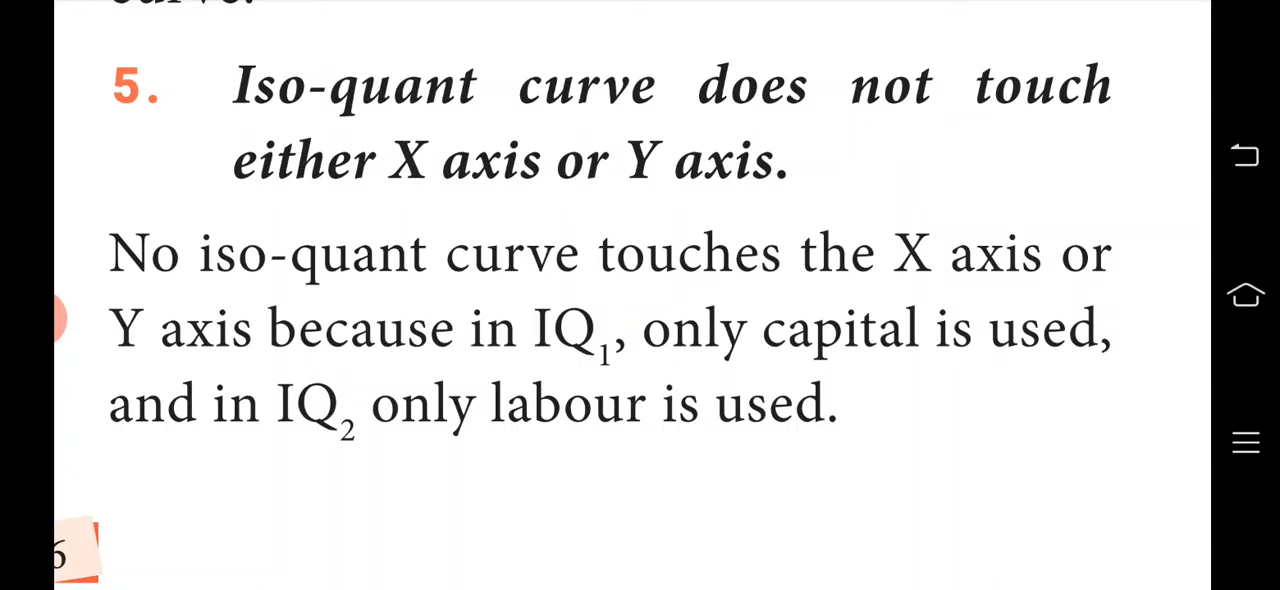 5. Iso-quant curve does not touch
either X axis or Y axis.
No iso-quant curve touches the X axis or
Y axis because in IQ₁, only capital is used,
and in IQ₂ only labour is used.
6